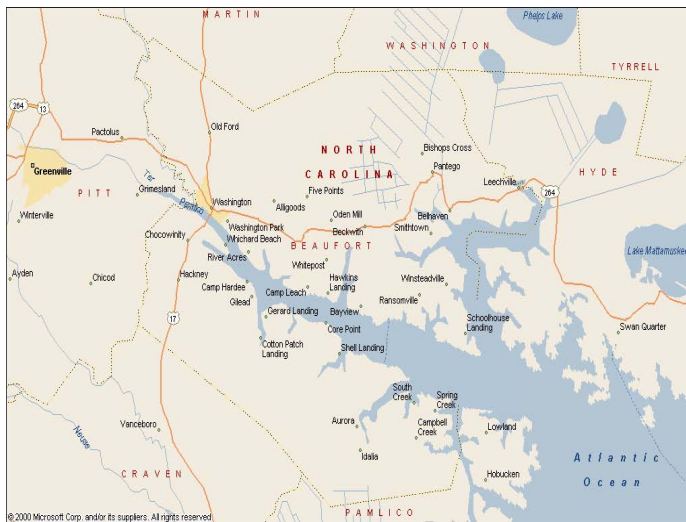 MARTIN
Phelps Lake
WASHINGTON
TYRRELL
264
13
Old Ford
Pactolus
NORTH
CAROLINA
Bishops Cross
Pantego
Greenville
Tar
HYDE
Leechville
264
PITT
Grimesland
Pamlico
Washington
Five Points
Alligoods
Belhaven
Winterville
Washington Park
Oden Mill
Beckwith
Smithtown
Chocowinity
Whichard Beach
BEAUFORT
River Acres
Whitepost
Lake Mattamuskeet
Ayden
Chicod
Hackney
Camp Hardee
Camp Leach
Hawkins
Landing
Winsteadville
Gilead
Ransomville
17
Gerard Landing
Bayview
Core Point
Schoolhouse
Landing
Swan Quarter
Cotton Patch
Landing
Shell Landing
South
Creek
Spring
Creek
Vanceboro
Aurora
Campbell
Creek
Lowland
Neuse
Idalia
Atlantic
Ocean
CRAVEN
Hobucken
PAMLICO
©2000 Microsoft Corp. and/or its suppliers. All rights reserved.